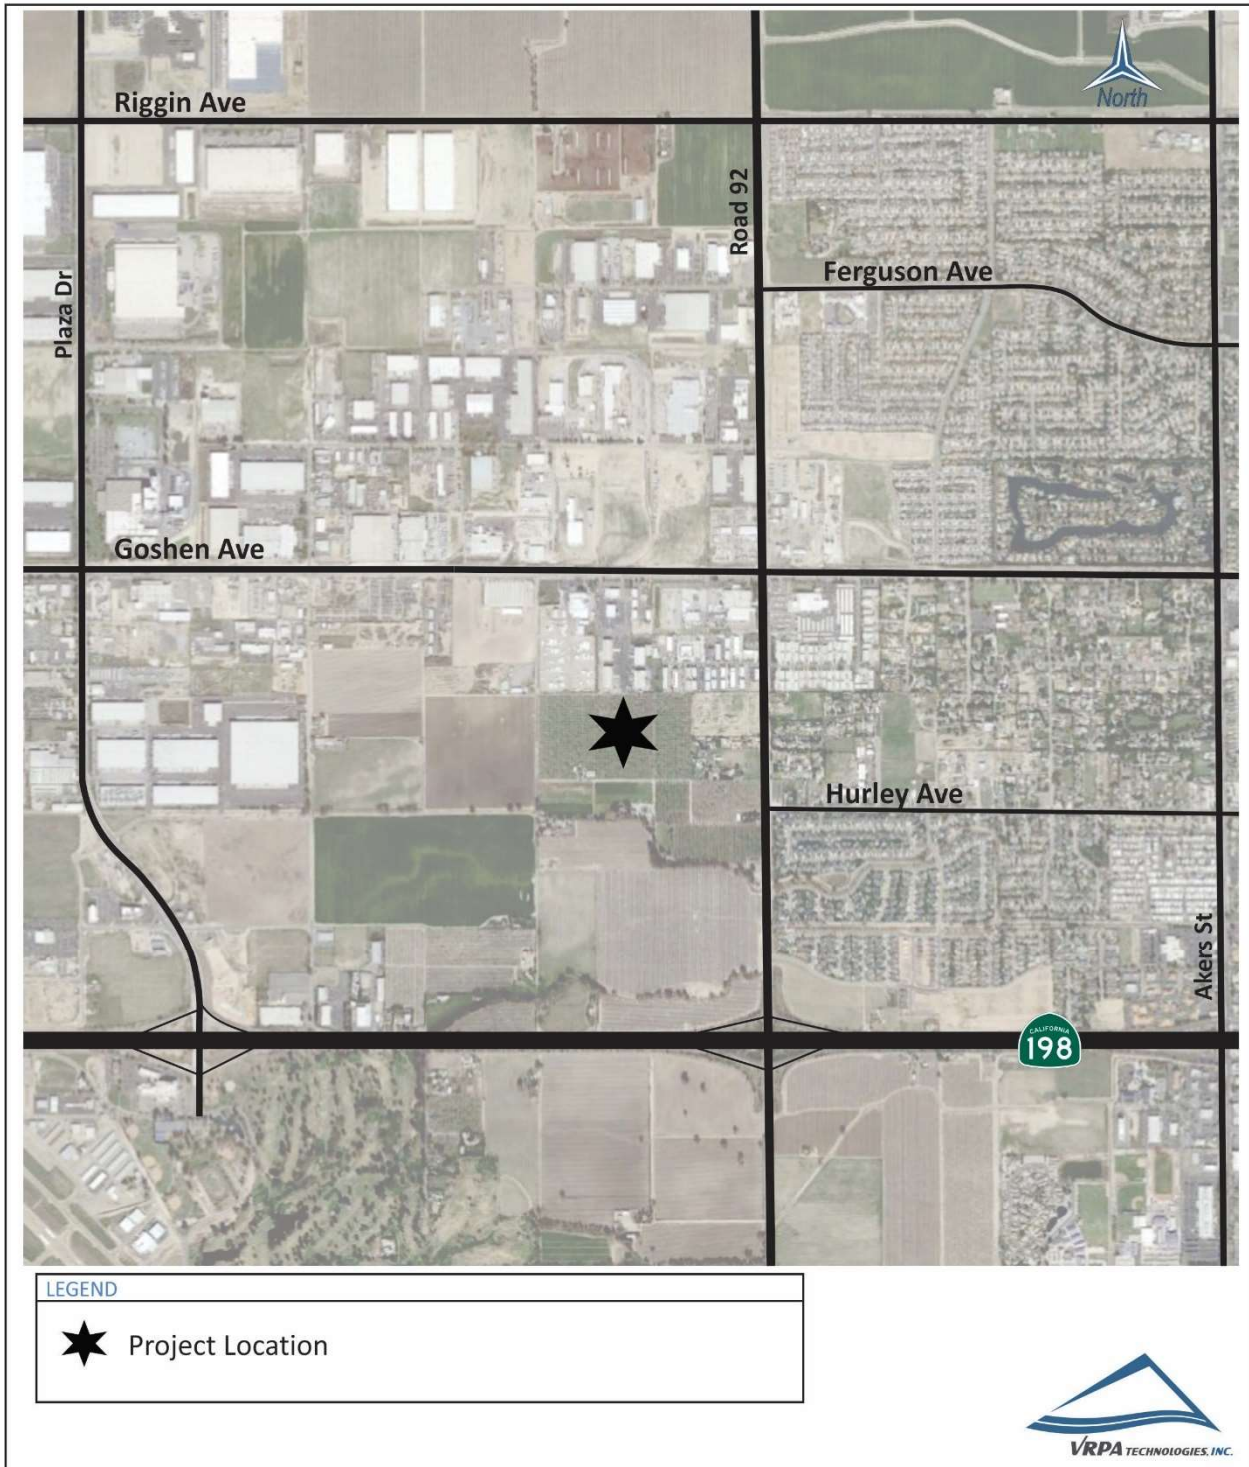 Riggin Ave
North
Road 92
Ferguson Ave
Plaza Dr
Goshen Ave
Hurley Ave
Akers St
CALIFORNIA
198
LEGEND
Project Location
VRPA TECHNOLOGIES, INC.